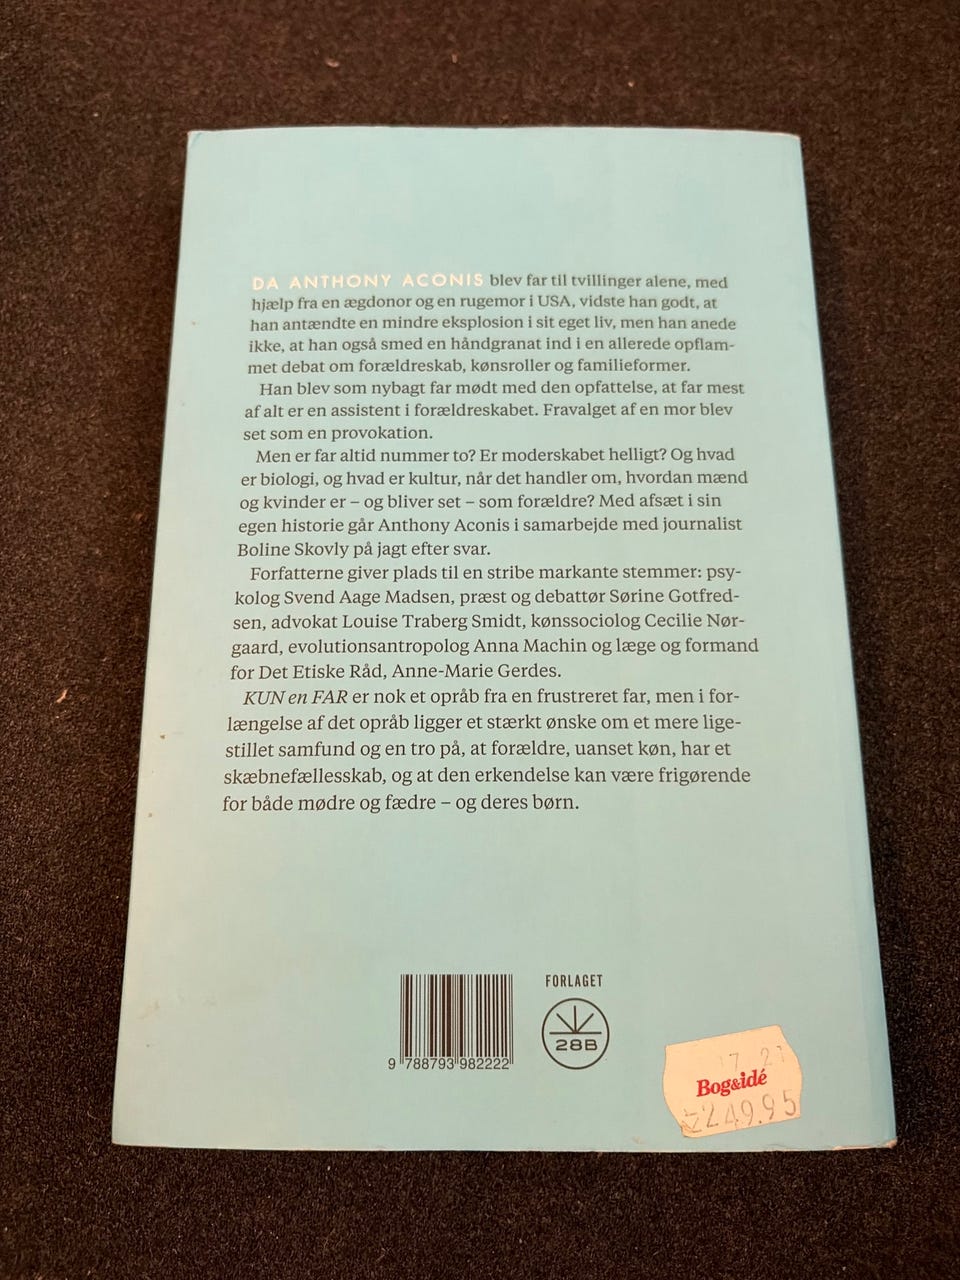 DA ANTHONY ACONIS blev far til tvillinger alene, med
hjælp fra en ægdonor og en rugemor i USA, vidste han godt, at
han antændte en mindre eksplosion i sit eget liv, men han anede
ikke, at han også smed en håndgranat ind i en allerede opflam-
met debat om forældreskab, kønsroller og familieformer.
Han blev som nybagt far mødt med den opfattelse, at far mest
af alt er en assistent i forældreskabet. Fravalget af en mor blev
set som en provokation.
Men er far altid nummer to? Er moderskabet helligt? Og hvad
er biologi, og hvad er kultur, når det handler om, hvordan mænd
og kvinder er – og bliver set – som forældre? Med afsæt i sin
egen historie går Anthony Aconis i samarbejde med journalist
Boline Skovly på jagt efter svar.
Forfatterne giver plads til en stribe markante stemmer: psy-
kolog Svend Aage Madsen, præst og debattør Sørine Gotfred-
sen, advokat Louise Traberg Smidt, kønssociolog Cecilie Nør-
gaard, evolutionsantropolog Anna Machin og læge og formand
for Det Etiske Råd, Anne-Marie Gerdes.
KUN en FAR er nok et opråb fra en frustreret far, men i for-
længelse af det opråb ligger et stærkt ønske om et mere lige-
stillet samfund og en tro på, at forældre, uanset køn, har et
skæbnefællesskab, og at den erkendelse kan være frigørende
for både mødre og fædre – og deres børn.
FORLAGET
28B
9 788793 982222
17 21
Bog&idé
249.95